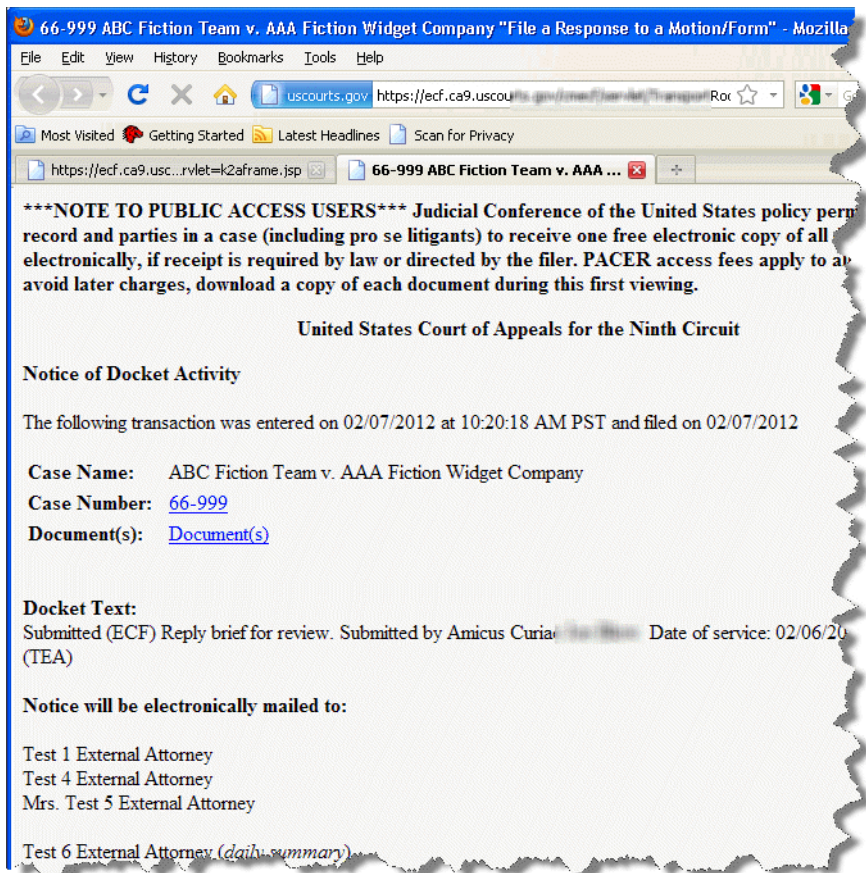 66-999 ABC Fiction Team v. AAA Fiction Widget Company "File a Response to a Motion/Form" - Mozilla
File Edit View History Bookmarks Tools Help
uscourts.gov https://ecf.ca9.uscou
Most Visited Getting Started Latest Headlines Scan for Privacy
https://ecf.ca9.usc...rvlet=k2aframe.jsp 66-999 ABC Fiction Team v. AAA ...
***NOTE TO PUBLIC ACCESS USERS*** Judicial Conference of the United States policy perm
record and parties in a case (including pro se litigants) to receive one free electronic copy of all
electronically, if receipt is required by law or directed by the filer. PACER access fees apply to
avoid later charges, download a copy of each document during this first viewing.
United States Court of Appeals for the Ninth Circuit
Notice of Docket Activity
The following transaction was entered on 02/07/2012 at 10:20:18 AM PST and filed on 02/07/2012
Case Name: ABC Fiction Team v. AAA Fiction Widget Company
Case Number: 66-999
Document(s): Document(s)
Docket Text:
Submitted (ECF) Reply brief for review. Submitted by Amicus Curiae Date of service: 02/06/20
(TEA)
Notice will be electronically mailed to:
Test 1 External Attorney
Test 4 External Attorney
Mrs. Test 5 External Attorney
Test 6 External Attorney (daily summary)